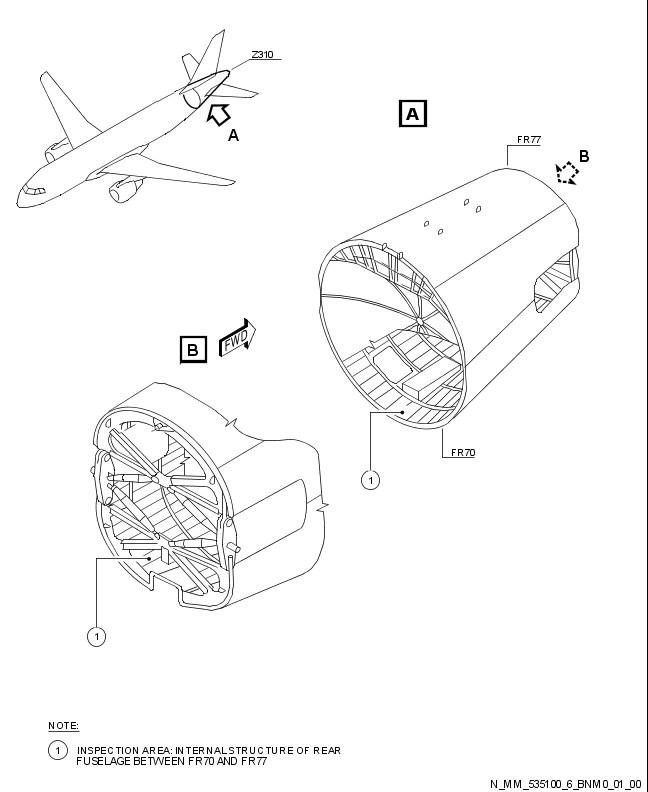 Z310
A
A
FR77
B
B
FWD
1
FR70
1
NOTE:
1 INSPECTION AREA: INTERNAL STRUCTURE OF REAR
FUSELAGE BETWEEN FR70 AND FR77
N_MM_535100_6_BNM0_01_00